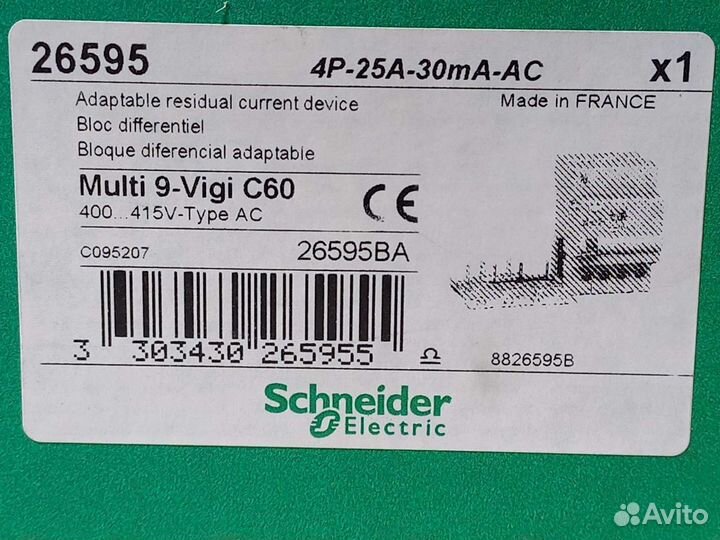 26595 4P-25A-30mA-AC x1
Adaptable residual current device Made in FRANCE
Bloc differentiel
Bloque diferencial adaptable
Multi 9-Vigi C60 CE
400...415V-Type AC
C095207 26595BA
3 303430 265955
8826595B
Schneider
Electric
Avito